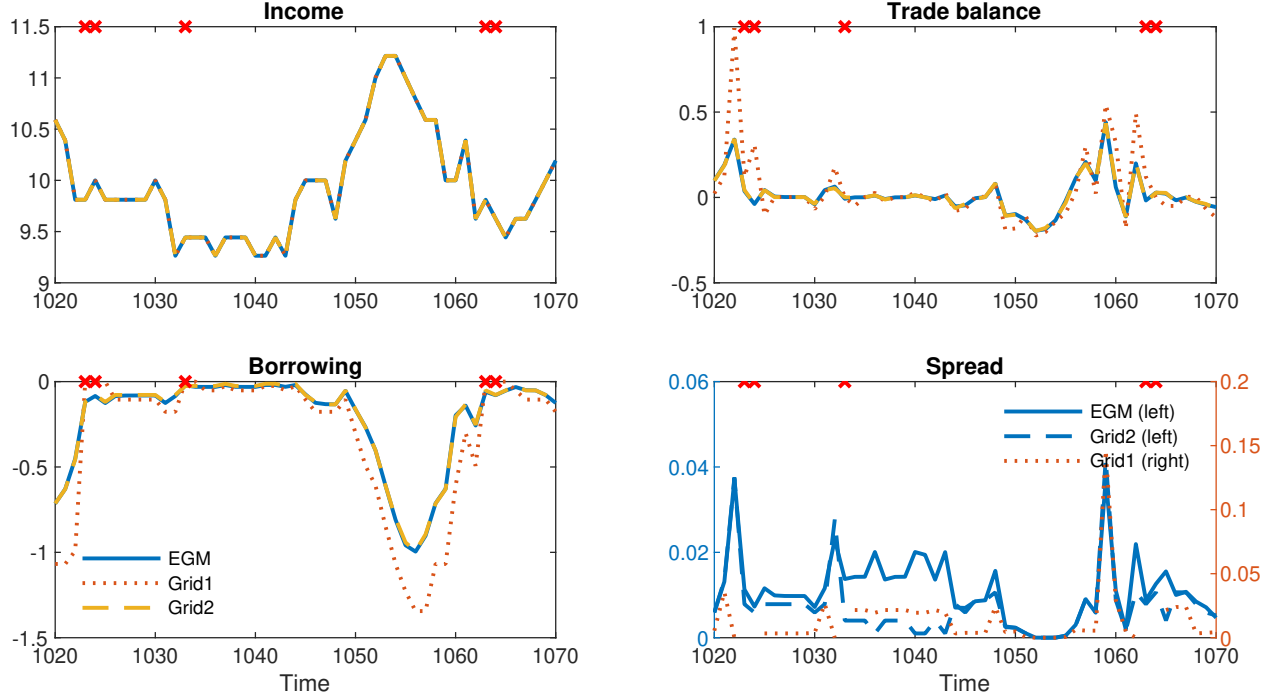 Income
11.5
11
10.5
10
9.5
9
1020 1030 1040 1050 1060 1070
Trade balance
1
0.5
0
-0.5
1020 1030 1040 1050 1060 1070
Borrowing
0
-0.5
-1
-1.5
EGM
Grid1
Grid2
1020 1030 1040 1050 1060 1070
Time
Spread
0.06
0.04
0.02
0
EGM (left)
Grid2 (left)
Grid1 (right)
0.2
0.15
0.1
0.05
0
1020 1030 1040 1050 1060 1070
Time